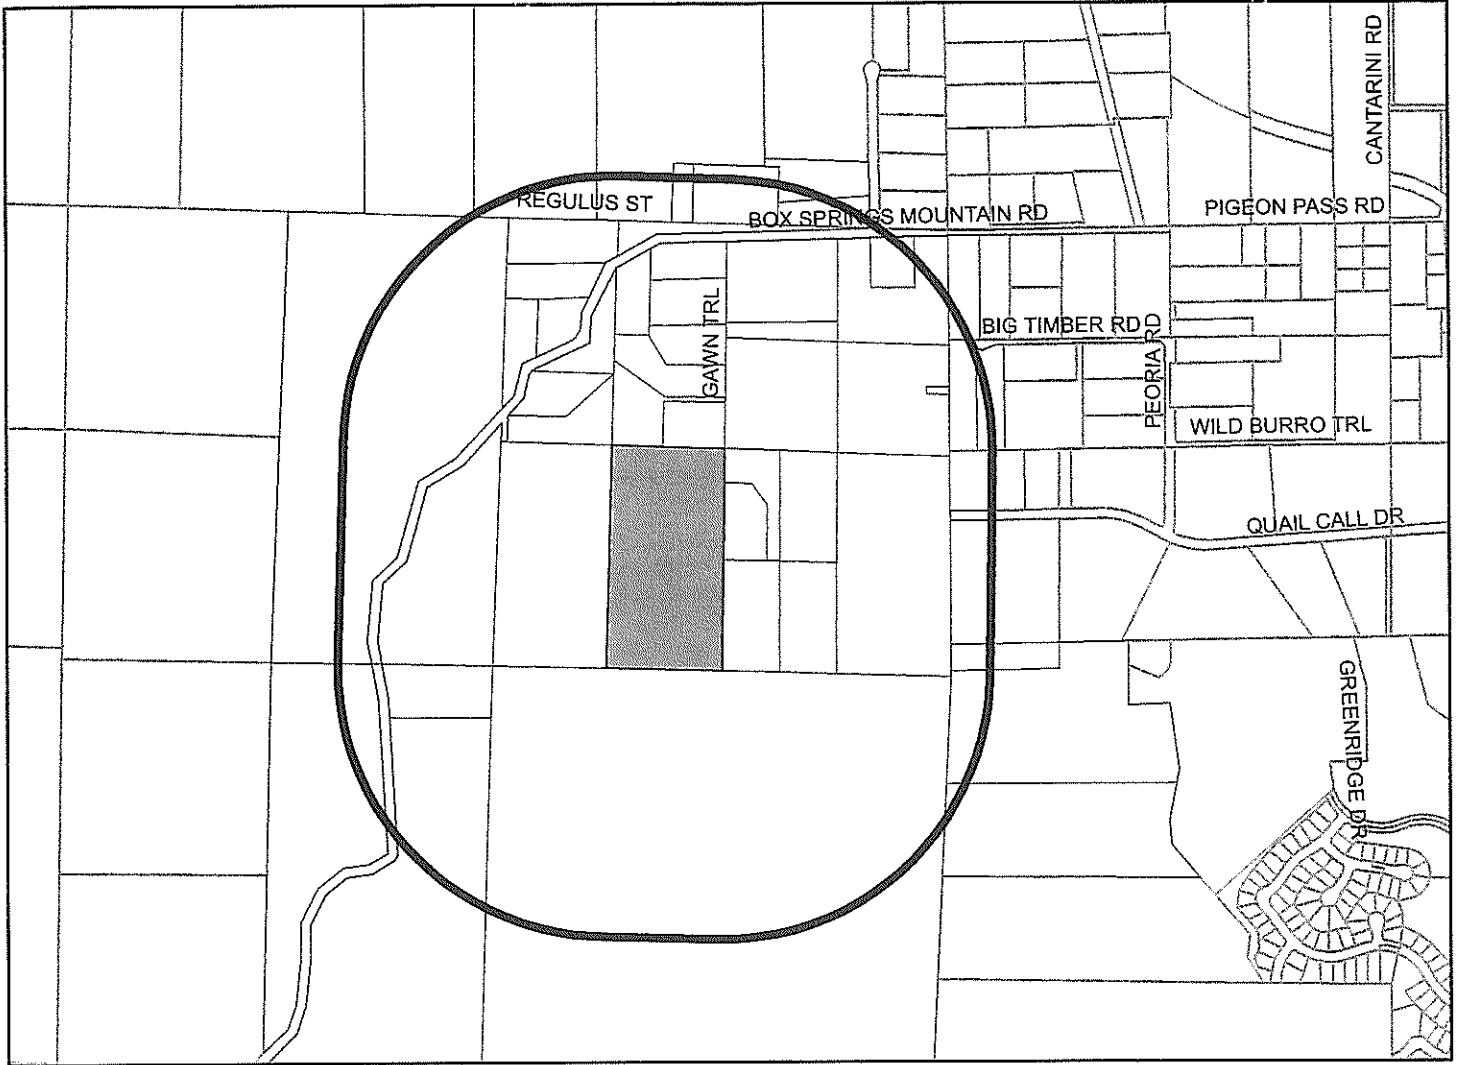 CANTARINI RD
REGULUS ST
BOX SPRINGS MOUNTAIN RD
PIGEON PASS RD
GAWN TRL
BIG TIMBER RD
PEORIA RD
WILD BURRO TRL
QUAIL CALL DR
GREENRIDGE DR